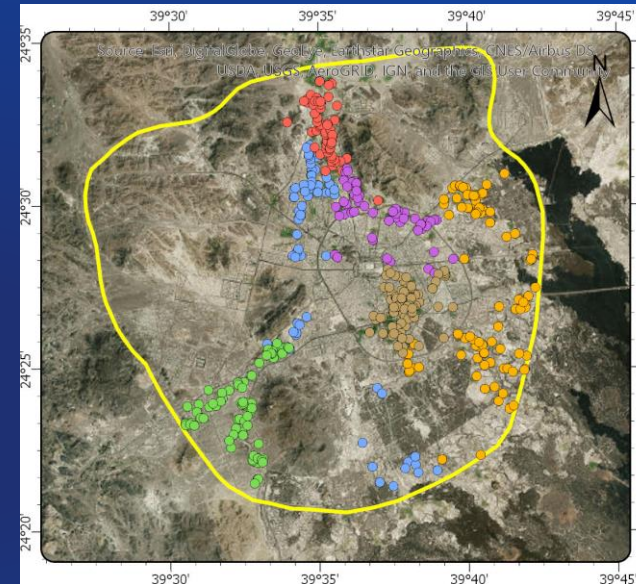 39°30' 39°35' 39°40' 39°45'
Source: Esri, DigitalGlobe, GeoEye, Earthstar Geographics, CNES/Airbus DS,
USDA, USGS, AeroGRID, IGN, and the GIS User Community
N
24°35'
24°30'
24°25'
24°20'
39°30' 39°35' 39°40' 39°45'